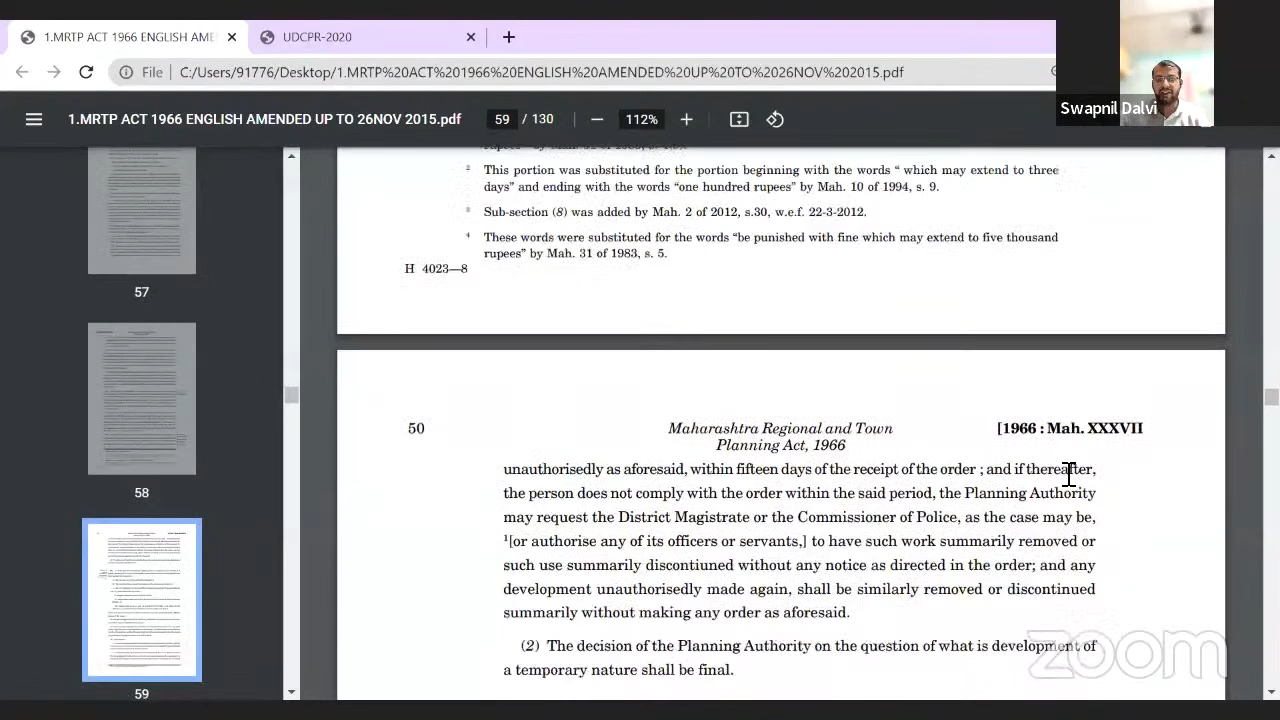 1.MRTP ACT 1966 ENGLISH AME
UDCPR-2020
Swapnil Dalvi
File
C:/Users/91776/Desktop/1.MRTP%20ACT%201966%20ENGLISH%20AMENDED%20UP%20TO%2026NOV%202015.pdf
1.MRTP ACT 1966 ENGLISH AMENDED UP TO 26NOV 2015.pdf
59 / 130
112%
57
58
59
2 This portion was substituted for the portion beginning with the words “ which may extend to three
days” and ending with the words “one hundred rupees” by Mah. 10 of 1994, s. 9.
3 Sub-section (8) was added by Mah. 2 of 2012, s.30, w.e.f. 22-3-2012.
4 These words were substituted for the words “be punished with fine which may extend to five thousand
rupees” by Mah. 31 of 1983, s. 5.
H 4023—8
50
Maharashtra Regional and Town
Planning Act, 1966
[1966 : Mah. XXXVII
unauthorisedly as aforesaid, within fifteen days of the receipt of the order ; and if thereafter,
the person does not comply with the order within the said period, the Planning Authority
may request the District Magistrate or the Commissioner of Police, as the case may be,
1[or authorise any of its officers or servants, to have such work summarily removed or
such use summarily discontinued without any notice as directed in the order; and any
development unauthorisedly made again, shall be similarly removed or discontinued
summarily without making any order as aforesaid.
(2) The decision of the Planning Authority on the question of what is development of
a temporary nature shall be final.
zoom